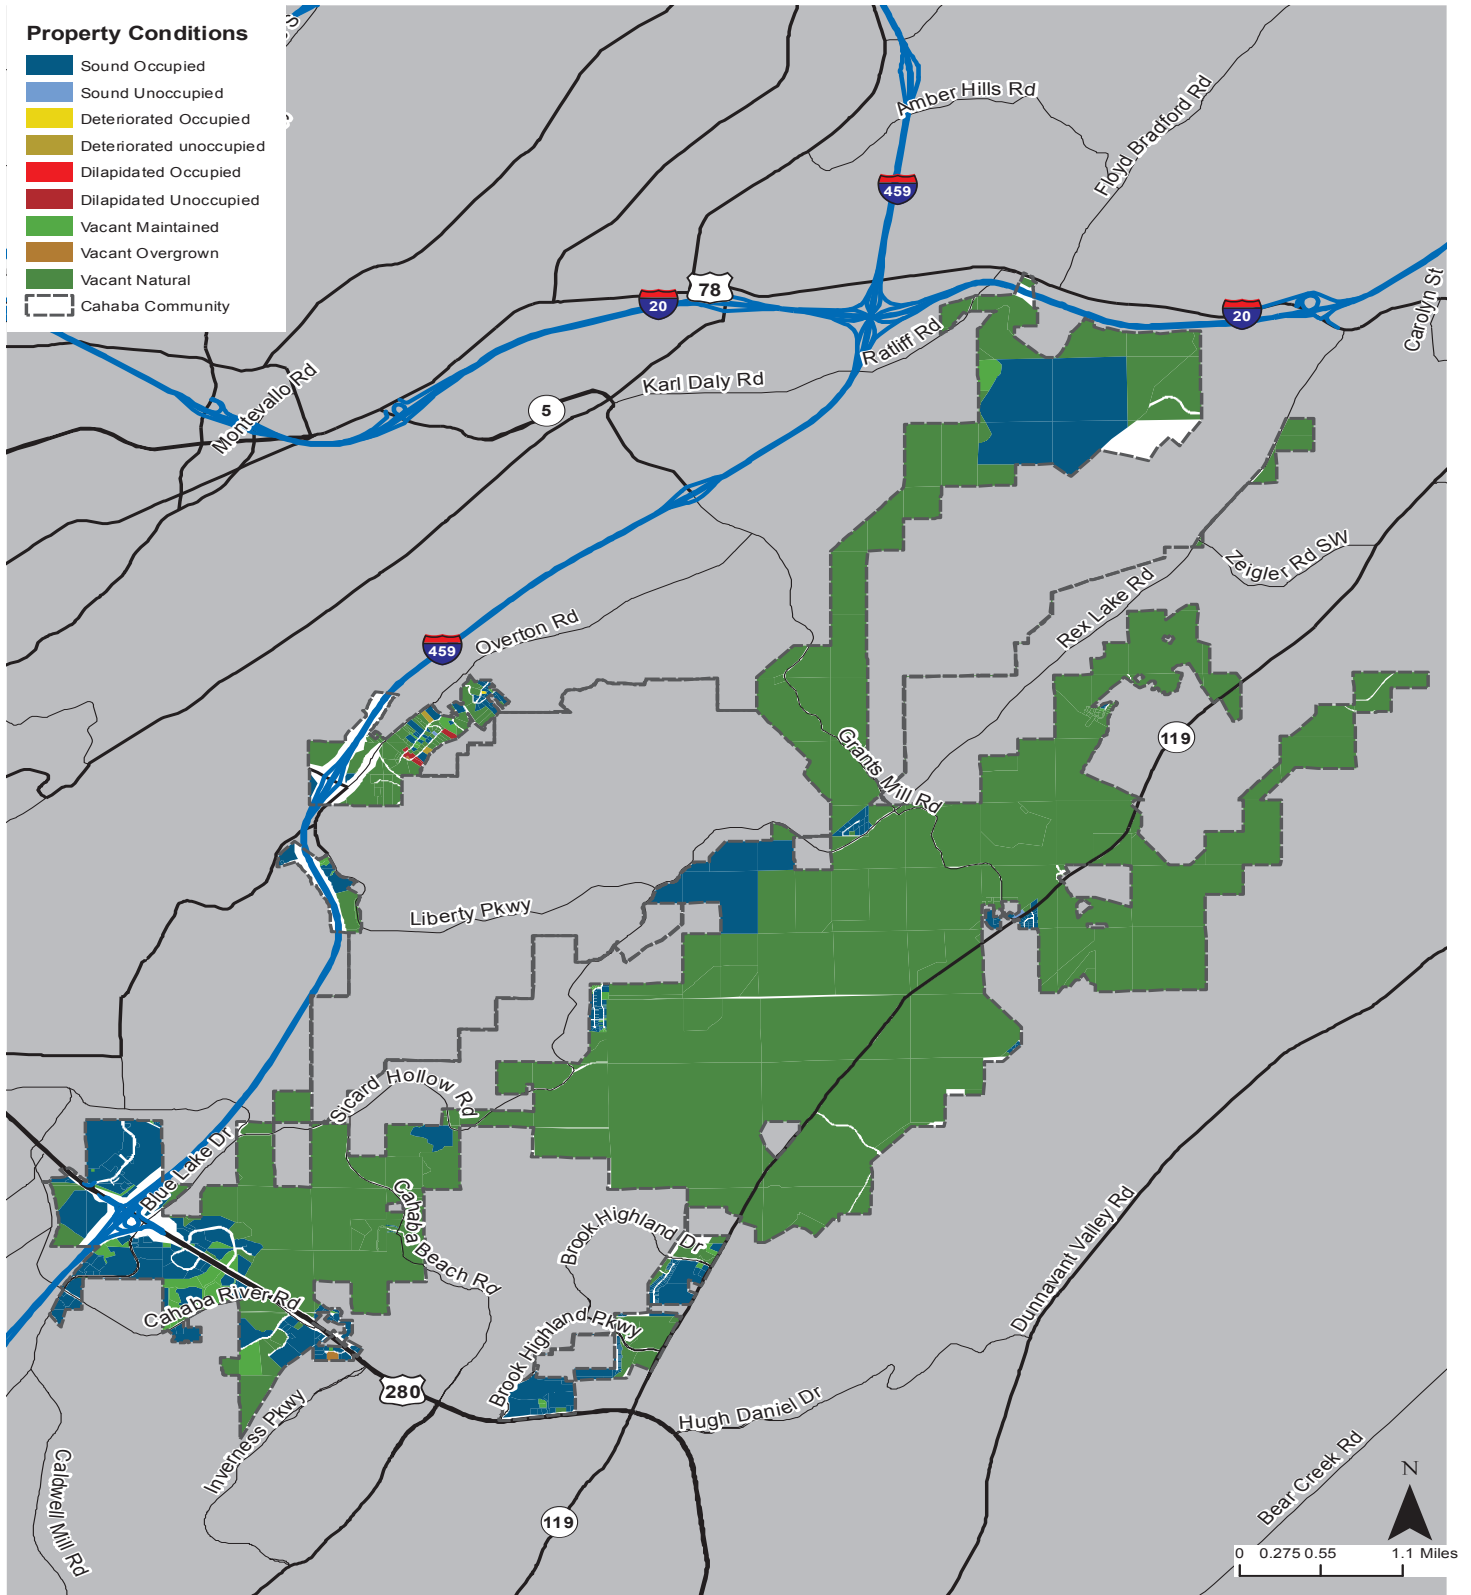 Property Conditions
Sound Occupied
Sound Unoccupied
Deteriorated Occupied
Deteriorated unoccupied
Dilapidated Occupied
Dilapidated Unoccupied
Vacant Maintained
Vacant Overgrown
Vacant Natural
Cahaba Community
S
Amber Hills Rd
Floyd Bradford Rd
459
78
20
20
Carolyn St
Ratliff Rd
Karl Daly Rd
5
Montevallo Rd
Zeigler Rd SW
Rex Lake Rd
Overton Rd
459
119
Grants Mill Rd
Liberty Pkwy
Sicard Hollow Rd
Blue Lake Dr
Cahaba Beach Rd
Brook Highland Dr
Dunnavant Valley Rd
Cahaba River Rd
Brook Highland Pkwy
280
Hugh Daniel Dr
Inverness Pkwy
Caldwell Mill Rd
Bear Creek Rd
119
N
0 0.275 0.55 1.1 Miles